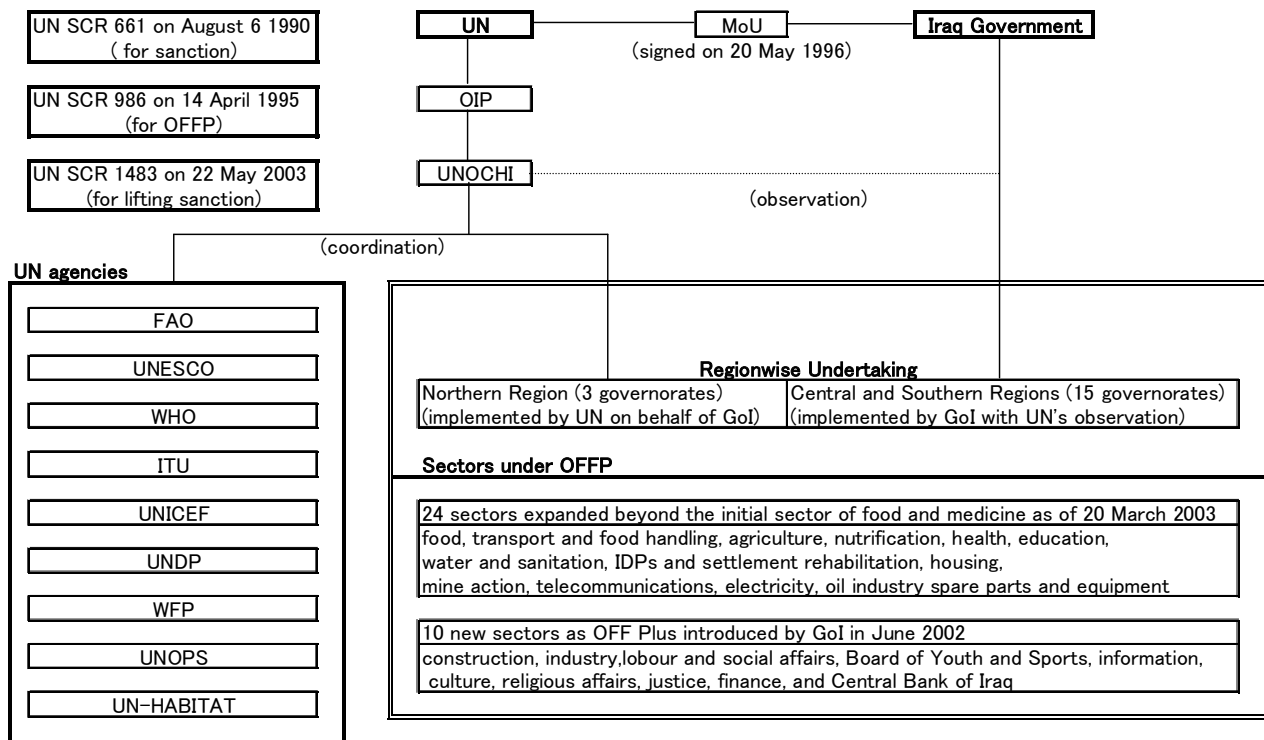 UN SCR 661 on August 6 1990
( for sanction)
UN SCR 986 on 14 April 1995
(for OFFP)
UN SCR 1483 on 22 May 2003
(for lifting sanction)
UN
MoU
Iraq Government
(signed on 20 May 1996)
OIP
UNOCHI
(observation)
(coordination)
UN agencies
FAO
UNESCO
WHO
ITU
UNICEF
UNDP
WFP
UNOPS
UN-HABITAT
Regionwise Undertaking
Northern Region (3 governorates)
(implemented by UN on behalf of GoI)
Central and Southern Regions (15 governorates)
(implemented by GoI with UN's observation)
Sectors under OFFP
24 sectors expanded beyond the initial sector of food and medicine as of 20 March 2003
food, transport and food handling, agriculture, nutrification, health, education,
water and sanitation, IDPs and settlement rehabilitation, housing,
mine action, telecommunications, electricity, oil industry spare parts and equipment
10 new sectors as OFF Plus introduced by GoI in June 2002
construction, industry,lobour and social affairs, Board of Youth and Sports, information,
culture, religious affairs, justice, finance, and Central Bank of Iraq